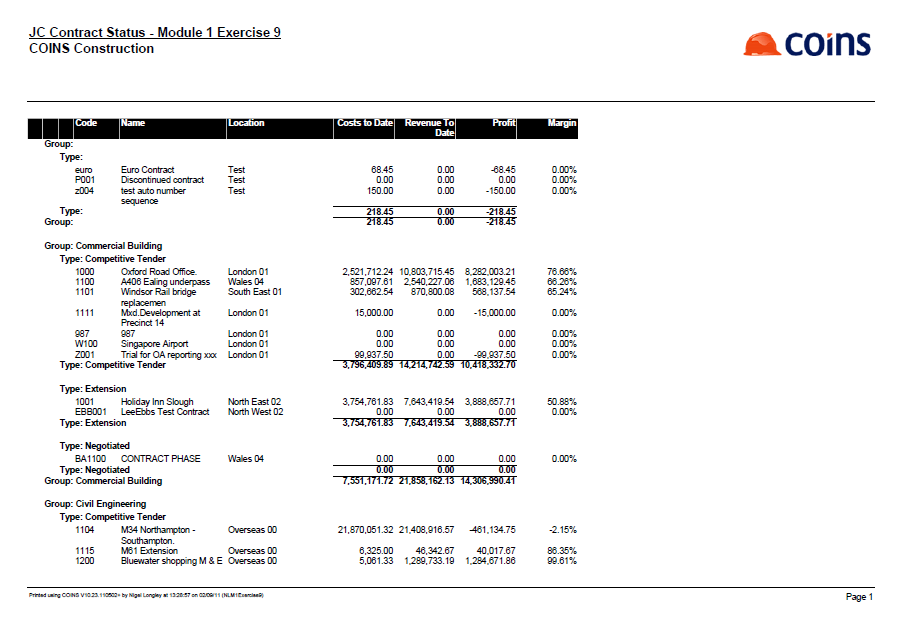 JC Contract Status - Module 1 Exercise 9
COINS Construction
coins
Code Name Location Costs to Date Revenue To Date Profit Margin
Group:
Type:
euro Euro Contract Test 68.45 0.00 -68.45 0.00%
P001 Discontinued contract Test 0.00 0.00 0.00 0.00%
z004 test auto number Test 150.00 0.00 -150.00 0.00%
sequence
Type: 218.45 0.00 -218.45
Group: 218.45 0.00 -218.45
Group: Commercial Building
Type: Competitive Tender
1000 Oxford Road Office. London 01 2,521,712.24 10,803,715.45 8,282,003.21 76.66%
1100 A406 Ealing underpass Wales 04 857,097.61 2,540,227.06 1,683,129.45 66.26%
1101 Windsor Rail bridge South East 01 302,662.54 870,800.08 568,137.54 65.24%
replacemen
1111 Mxd.Development at London 01 15,000.00 0.00 -15,000.00 0.00%
Precinct 14
987 987 London 01 0.00 0.00 0.00 0.00%
W100 Singapore Airport London 01 0.00 0.00 0.00 0.00%
Z001 Trial for OA reporting xxx London 01 99,937.50 0.00 -99,937.50 0.00%
Type: Competitive Tender 3,796,409.89 14,214,742.59 10,418,332.70
Type: Extension
1001 Holiday Inn Slough North East 02 3,754,761.83 7,643,419.54 3,888,657.71 50.88%
EBB001 LeeEbbs Test Contract North West 02 0.00 0.00 0.00 0.00%
Type: Extension 3,754,761.83 7,643,419.54 3,888,657.71
Type: Negotiated
BA1100 CONTRACT PHASE Wales 04 0.00 0.00 0.00 0.00%
Type: Negotiated 0.00 0.00 0.00
Group: Commercial Building 7,551,171.72 21,858,162.13 14,306,990.41
Group: Civil Engineering
Type: Competitive Tender
1104 M34 Northampton - Overseas 00 21,870,051.32 21,408,916.57 -461,134.75 -2.15%
Southampton.
1115 M61 Extension Overseas 00 6,325.00 46,342.67 40,017.67 86.35%
1200 Bluewater shopping M & E Overseas 00 5,061.33 1,289,733.19 1,284,671.86 99.61%
Printed using COINS V10.23.110502+ by Nigel Longley at 13:28:57 on 02/09/11 (NLM1Exercise9)
Page 1